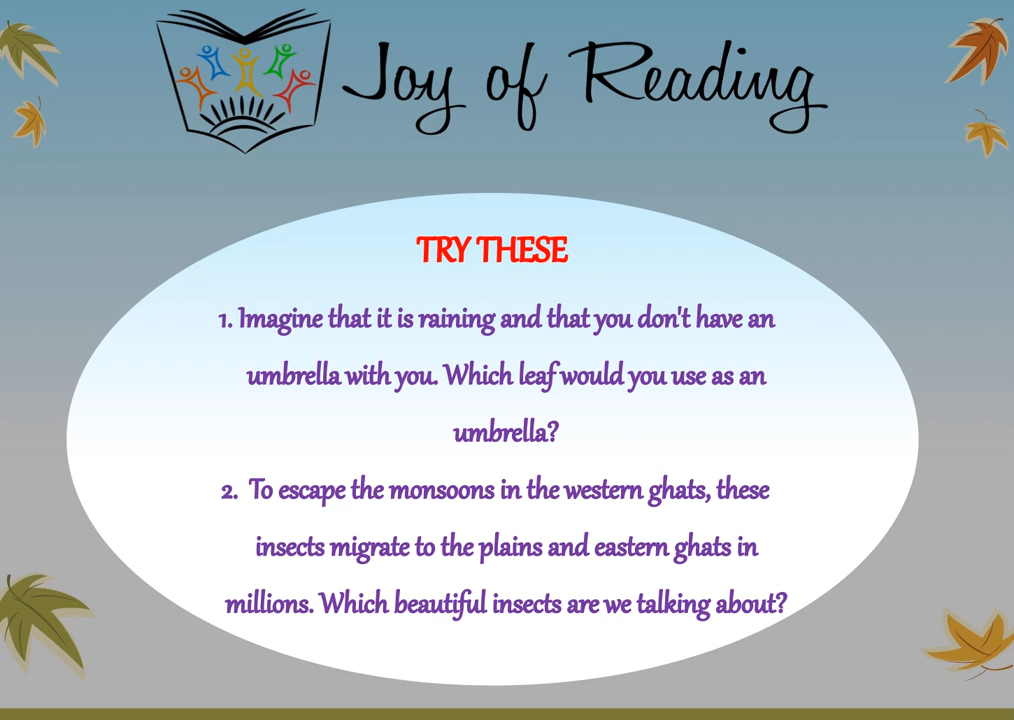 Joy of Reading
TRY THESE
1. Imagine that it is raining and that you don't have an
umbrella with you. Which leaf would you use as an
umbrella?
2. To escape the monsoons in the western ghats, these
insects migrate to the plains and eastern ghats in
millions. Which beautiful insects are we talking about?